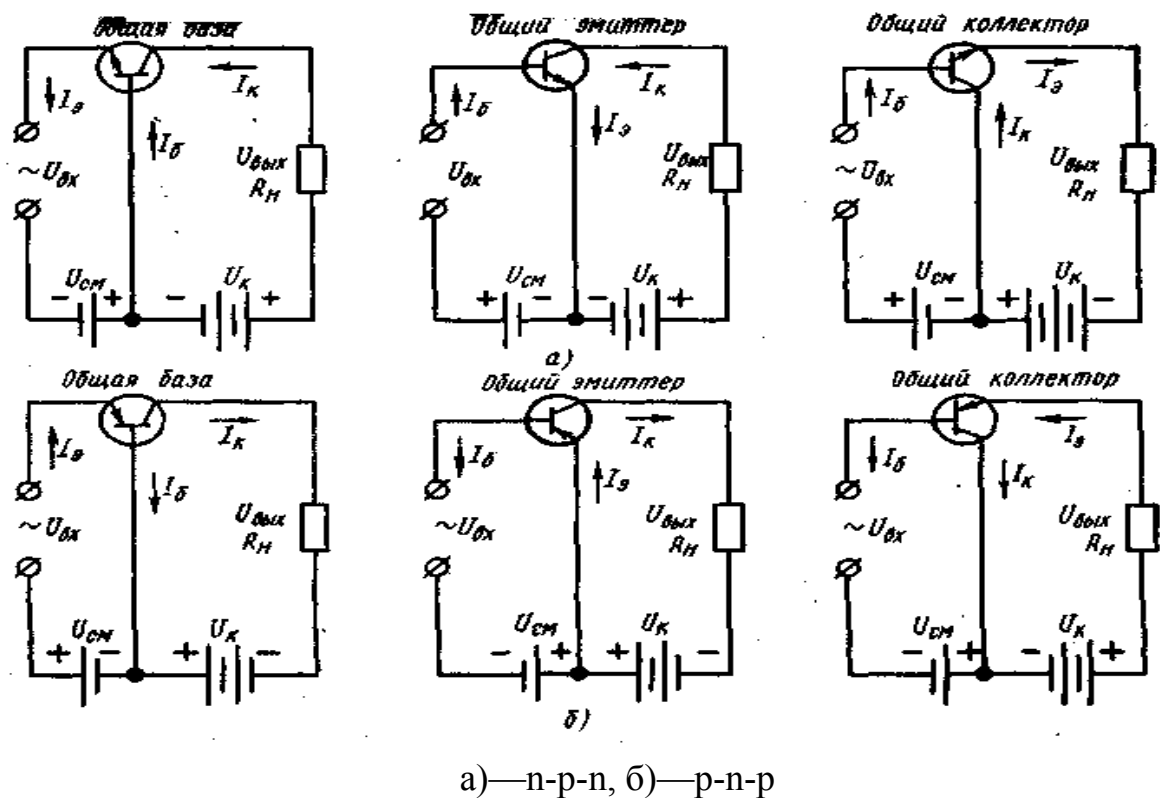 Общая база
Общий эмиттер
Общий коллектор
Iэ
Iк
Iб
~Uвх
Uвых
Rн
Uсм
Uк
− + − +
Iб
Iк
Iэ
Uвх
Uвых
Rн
Uсм
Uк
+ − − +
Iб
Iэ
Iк
~Uвх
Uвых
Rн
Uсм
Uк
+ − + −
а)
Общая база
Общий эмиттер
Общий коллектор
Iэ
Iк
Iб
~Uвх
Uвых
Rн
Uсм
Uк
+ − + −
Iб
Iк
Iэ
~Uвх
Uвых
Rн
Uсм
Uк
− + + −
Iб
Iэ
Iк
~Uвх
Uвых
Rн
Uсм
Uк
− + − +
б)
а)—n-p-n, б)—p-n-p